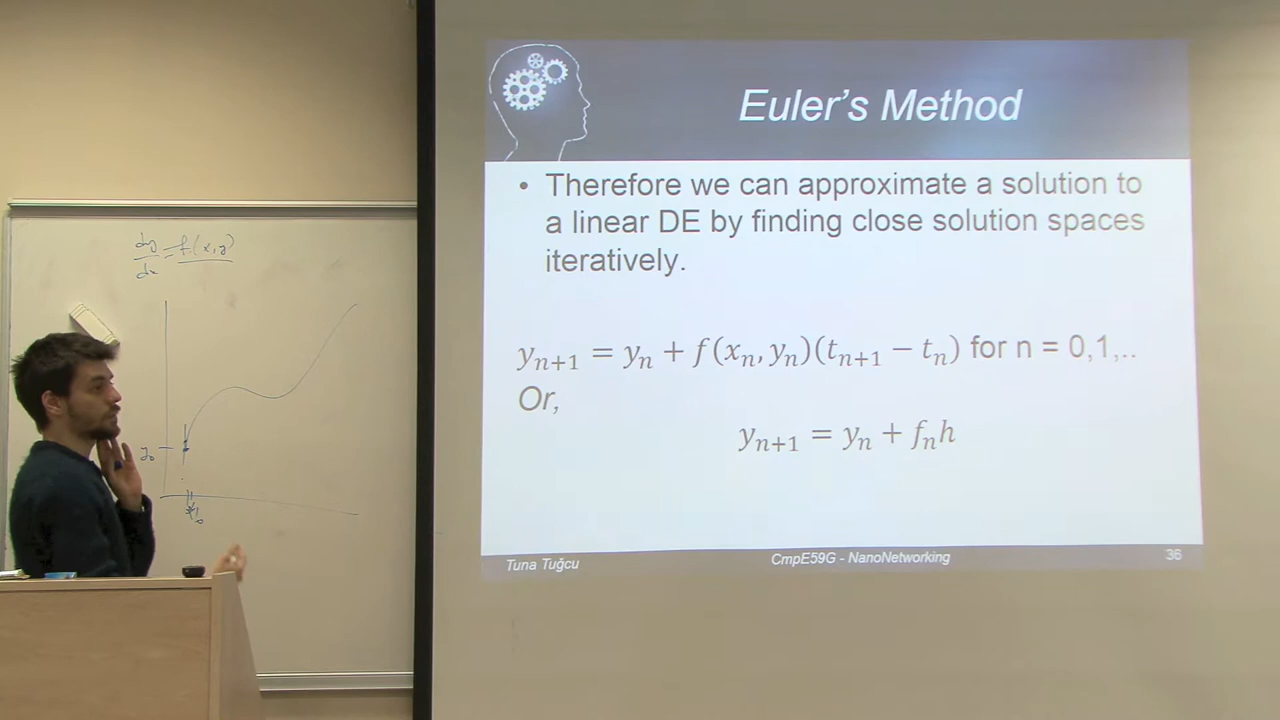 Euler's Method
• Therefore we can approximate a solution to
a linear DE by finding close solution spaces
iteratively.
yₙ₊₁ = yₙ + f(xₙ, yₙ)(tₙ₊₁ − tₙ) for n = 0,1,..
Or,
yₙ₊₁ = yₙ + fₙh
Tuna Tuğcu
CmpE59G - NanoNetworking
36
dy/dx = f(x,y)
y₀